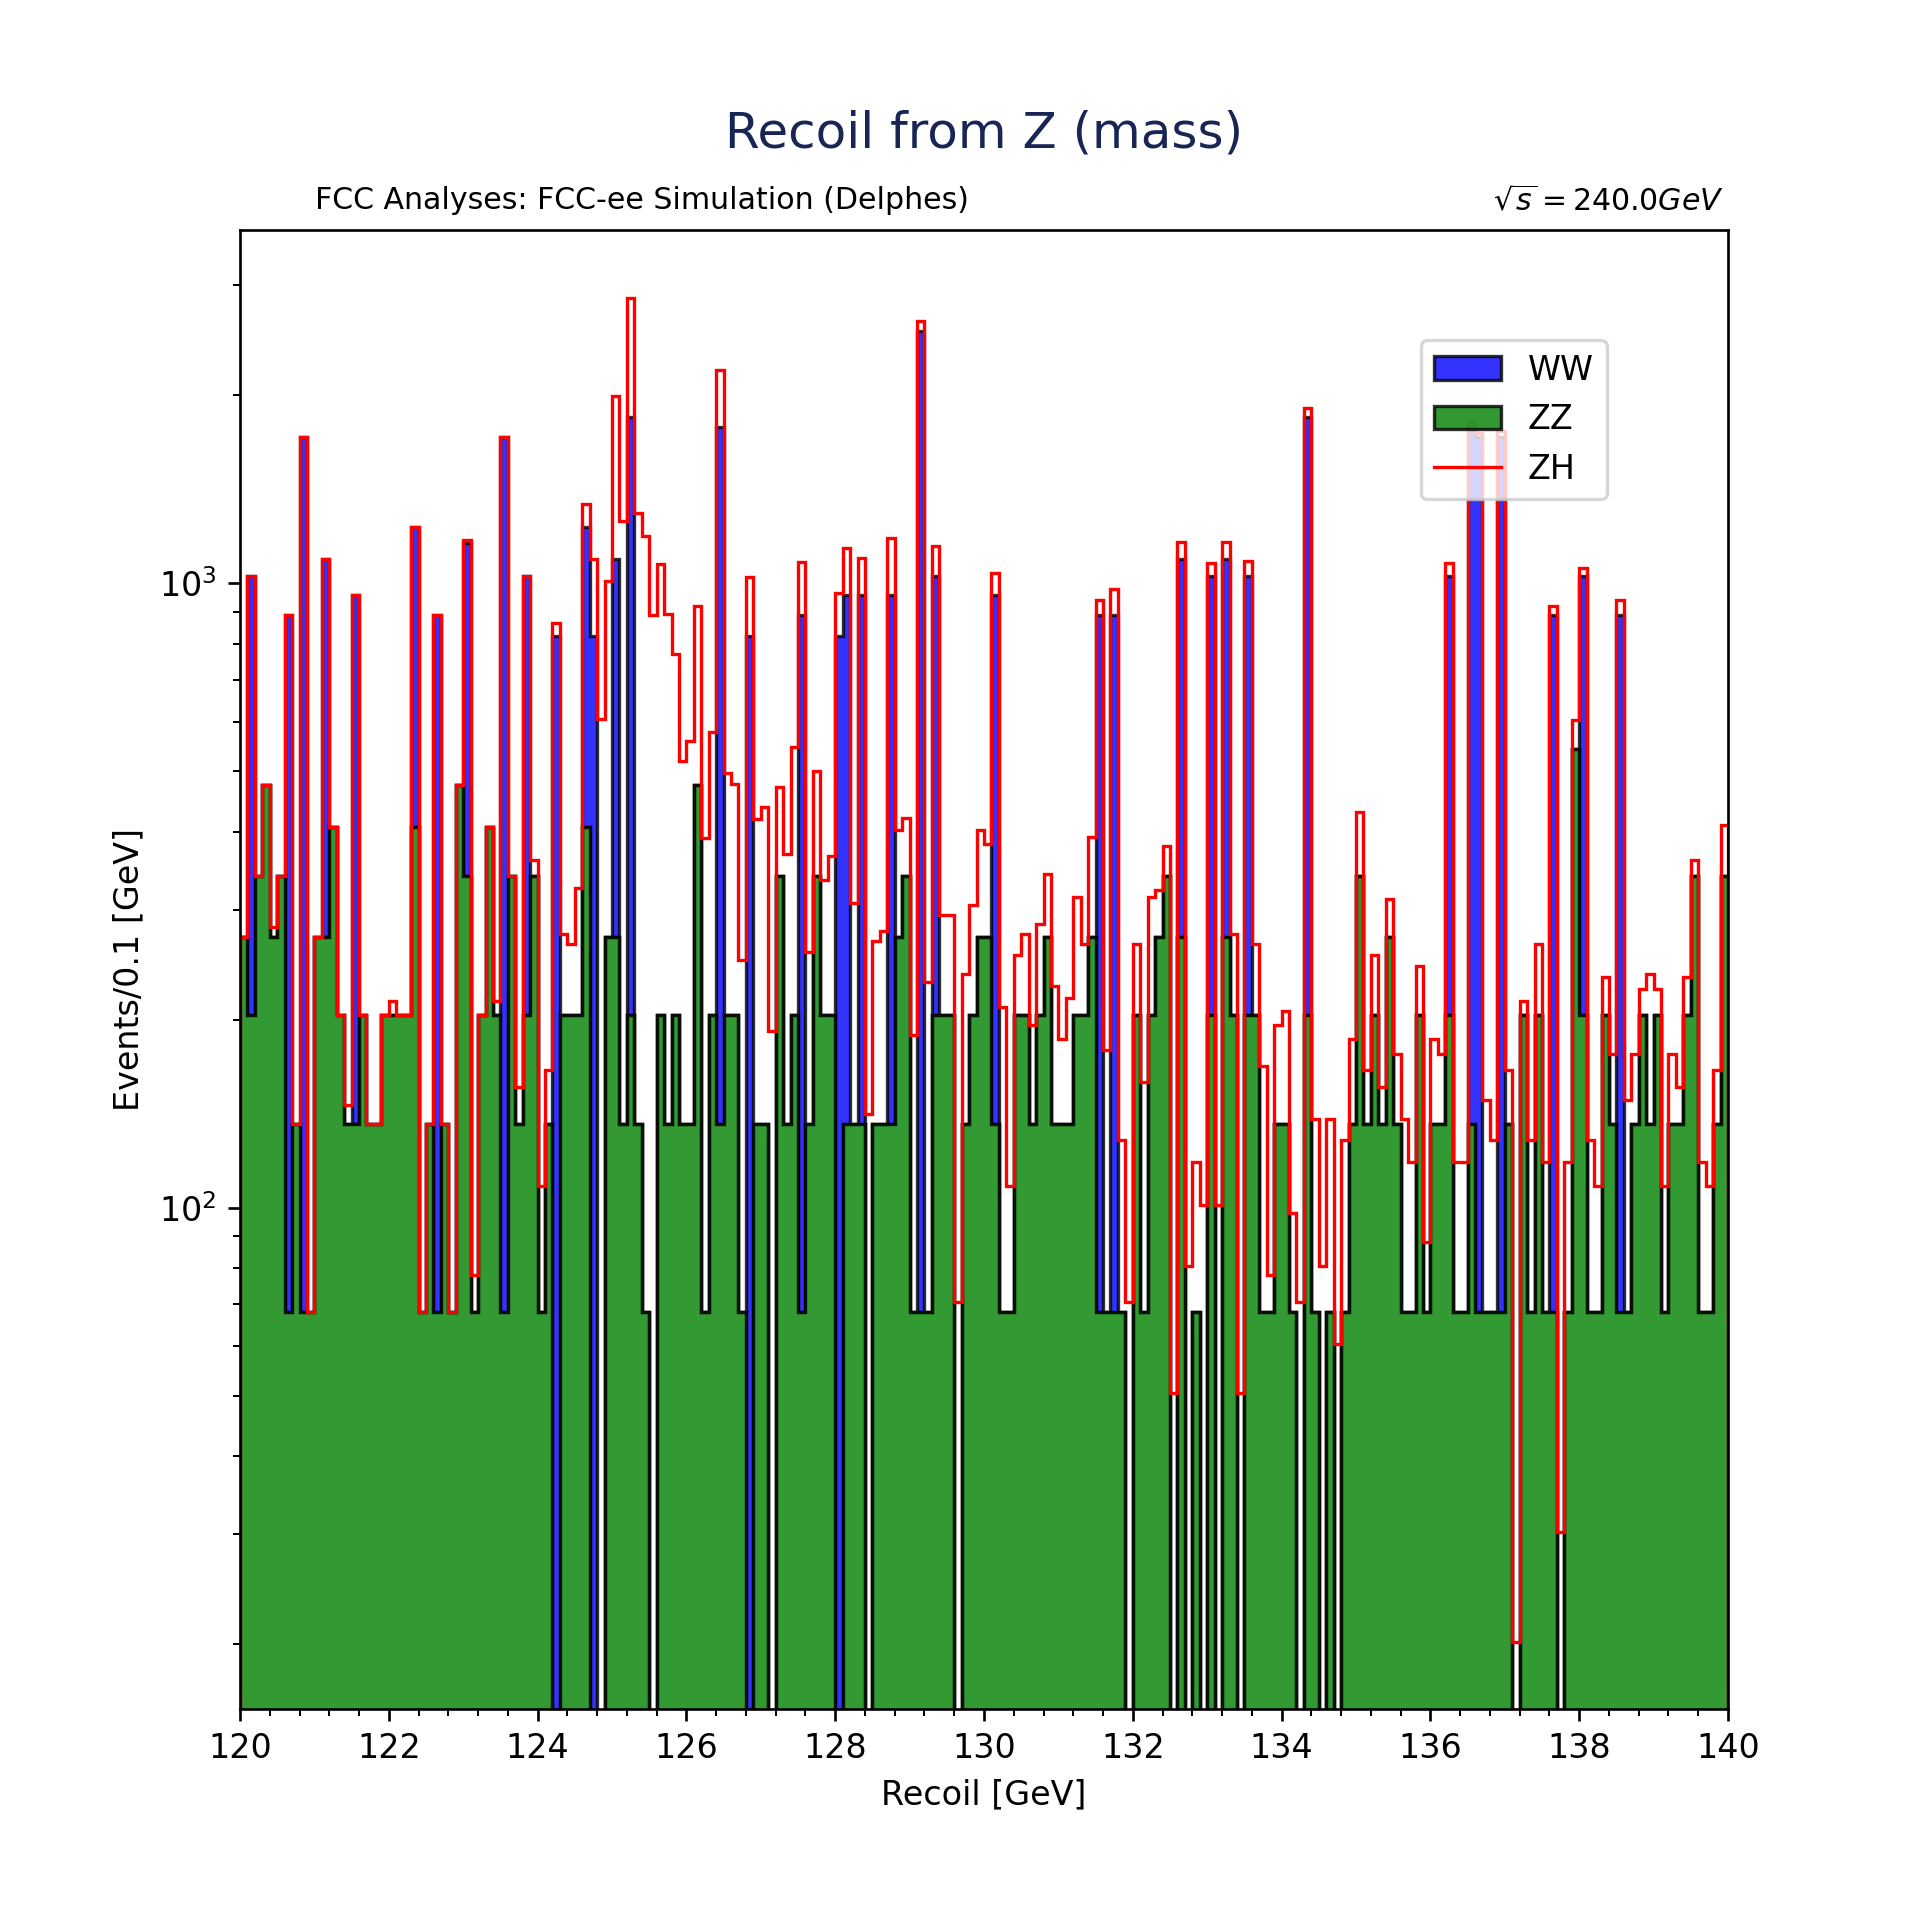 Recoil from Z (mass)
FCC Analyses: FCC-ee Simulation (Delphes)
√s = 240.0GeV
WW
ZZ
ZH
10³
10²
Events/0.1 [GeV]
120 122 124 126 128 130 132 134 136 138 140
Recoil [GeV]